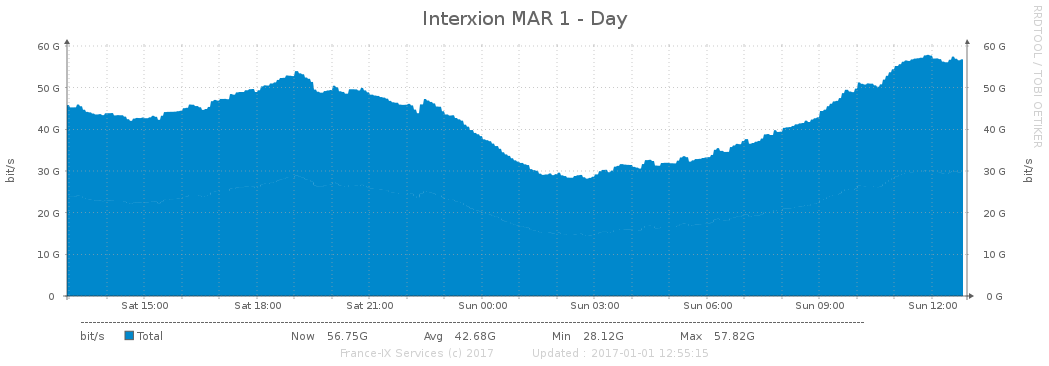 Interxion MAR 1 - Day
RRDTOOL / TOBI OETIKER
60 G 60 G
50 G 50 G
40 G 40 G
30 G 30 G
20 G 20 G
10 G 10 G
0 0 G
bit/s bit/s
Sat 15:00 Sat 18:00 Sat 21:00 Sun 00:00 Sun 03:00 Sun 06:00 Sun 09:00 Sun 12:00
bit/s Total Now 56.75G Avg 42.68G Min 28.12G Max 57.82G
France-IX Services (c) 2017 Updated : 2017-01-01 12:55:15